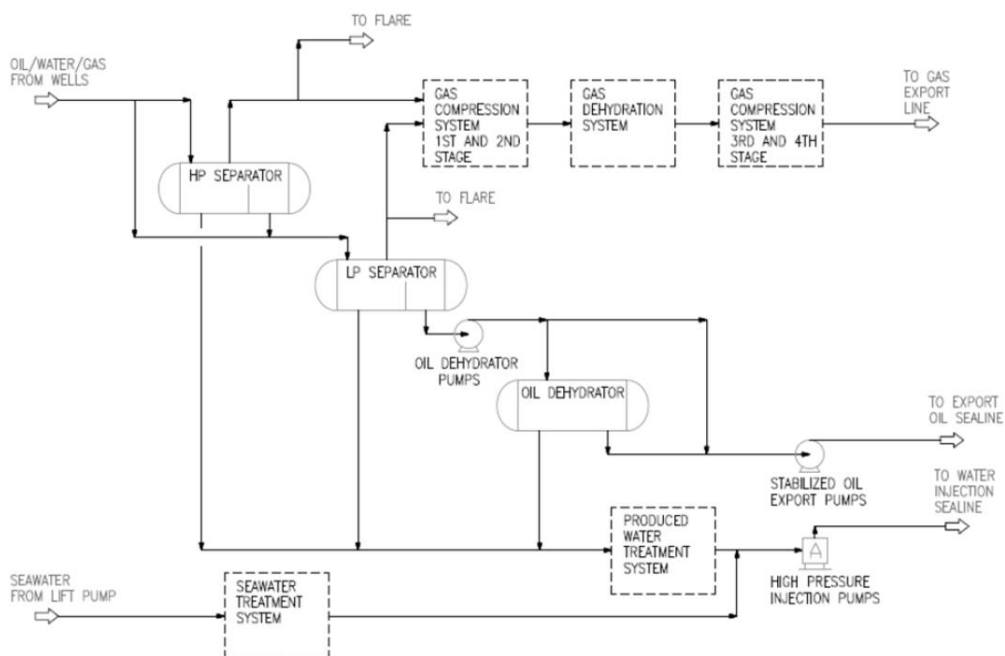 TO FLARE
OIL/WATER/GAS
FROM WELLS
GAS
COMPRESSION
SYSTEM
1ST AND 2ND
STAGE
GAS
DEHYDRATION
SYSTEM
GAS
COMPRESSION
SYSTEM
3RD AND 4TH
STAGE
TO GAS
EXPORT
LINE
HP SEPARATOR
TO FLARE
LP SEPARATOR
OIL DEHYDRATOR
PUMPS
OIL DEHYDRATOR
TO EXPORT
OIL SEALINE
STABILIZED OIL
EXPORT PUMPS
TO WATER
INJECTION
SEALINE
PRODUCED
WATER
TREATMENT
SYSTEM
A
HIGH PRESSURE
INJECTION PUMPS
SEAWATER
FROM LIFT PUMP
SEAWATER
TREATMENT
SYSTEM